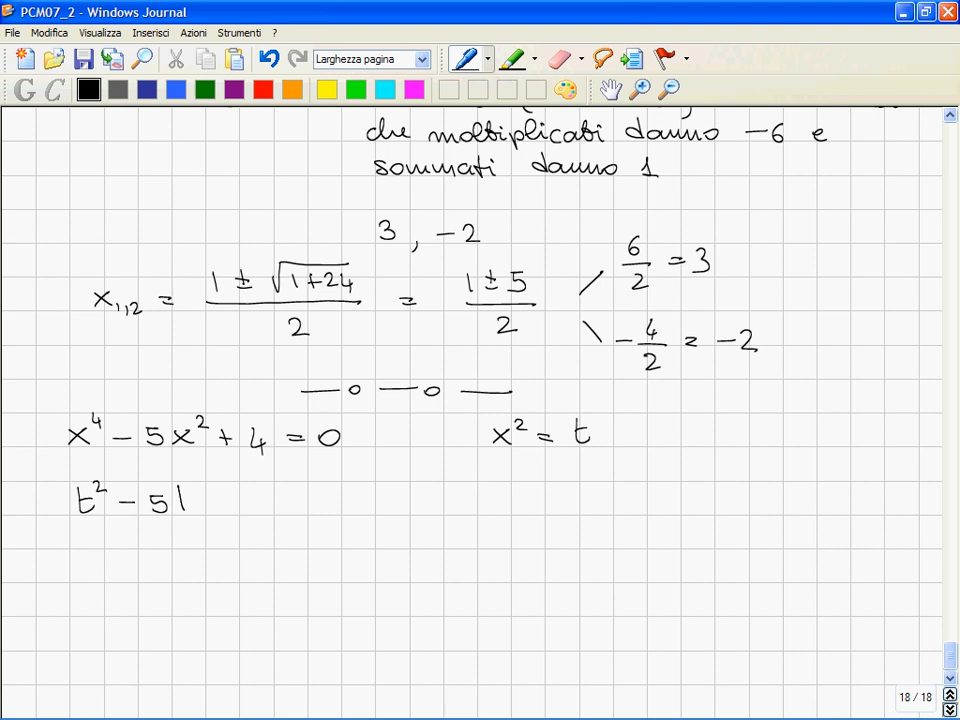 PCM07_2 - Windows Journal
File Modifica Visualizza Inserisci Azioni Strumenti ?
Larghezza pagina
G C
che moltiplicati danno -6 e
sommati danno 1
3 , -2
x₁,₂ = (1 ± √(1+24))/2 = (1 ± 5)/2 / 6/2 = 3
\ -4/2 = -2
—o—o—
x⁴ - 5x² + 4 = 0 x² = t
t² - 5l
18 / 18